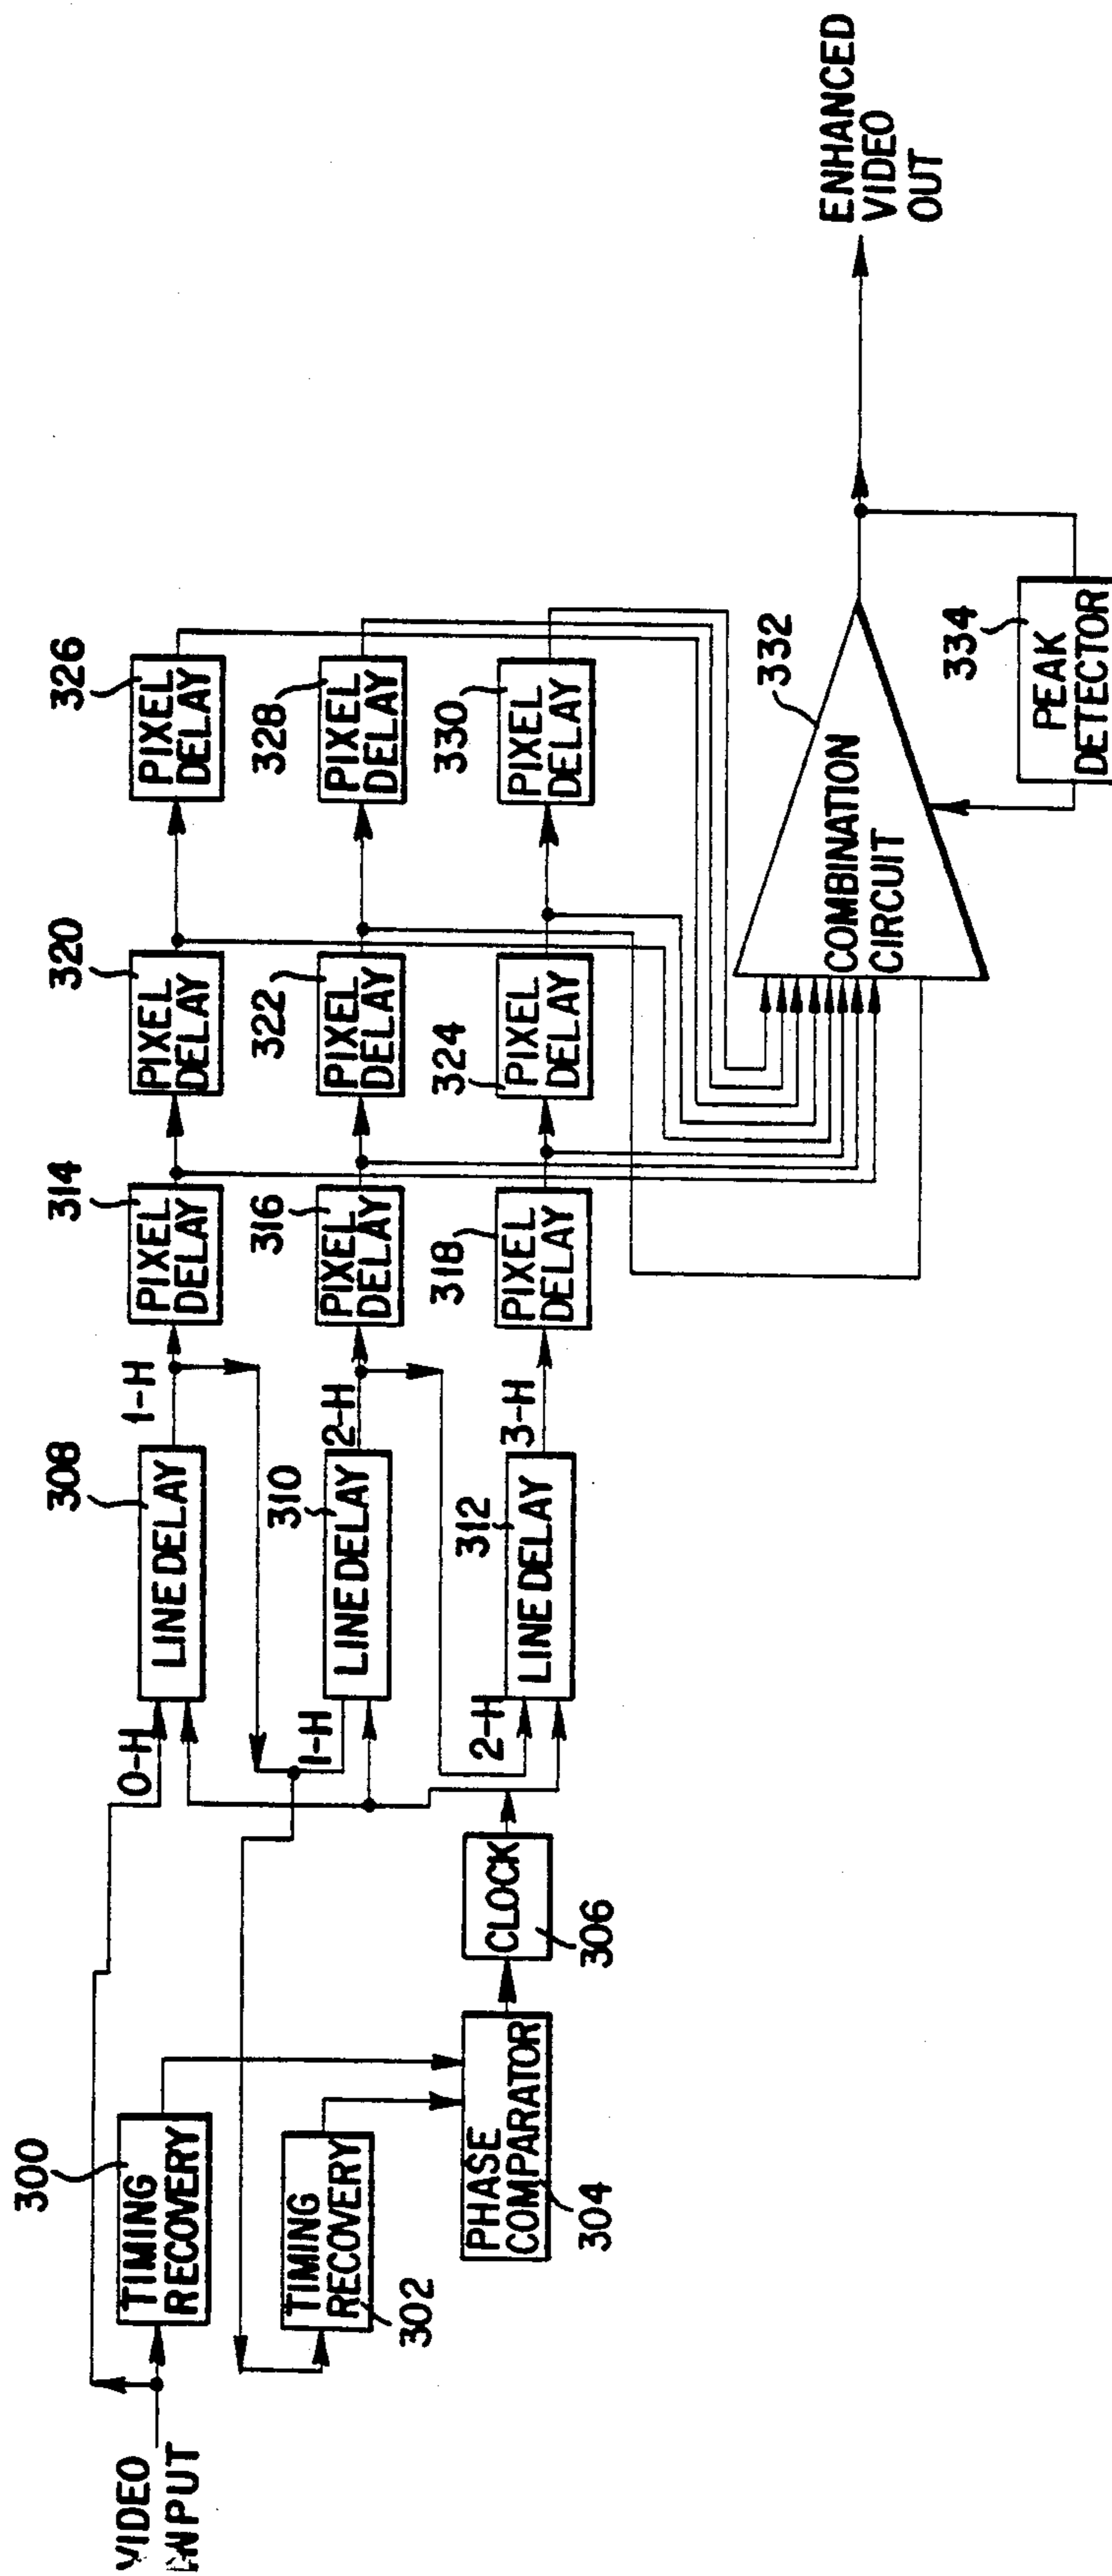 VIDEO
INPUT
300
TIMING
RECOVERY
TIMING
RECOVERY
302
PHASE
COMPARATOR
304
CLOCK
306
0-H
308
LINE DELAY
1-H
1-H
310
LINE DELAY
2-H
2-H
312
LINE DELAY
3-H
314
PIXEL
DELAY
316
PIXEL
DELAY
318
PIXEL
DELAY
320
PIXEL
DELAY
322
PIXEL
DELAY
324
PIXEL
DELAY
326
PIXEL
DELAY
328
PIXEL
DELAY
330
PIXEL
DELAY
332
COMBINATION
CIRCUIT
334
PEAK
DETECTOR
ENHANCED
VIDEO
OUT